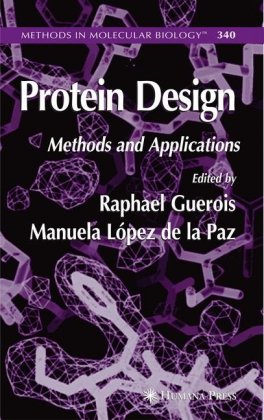 METHODS IN MOLECULAR BIOLOGY™ 340
Protein Design
Methods and Applications
Edited by
Raphael Guerois
Manuela López de la Paz
HUMANA PRESS